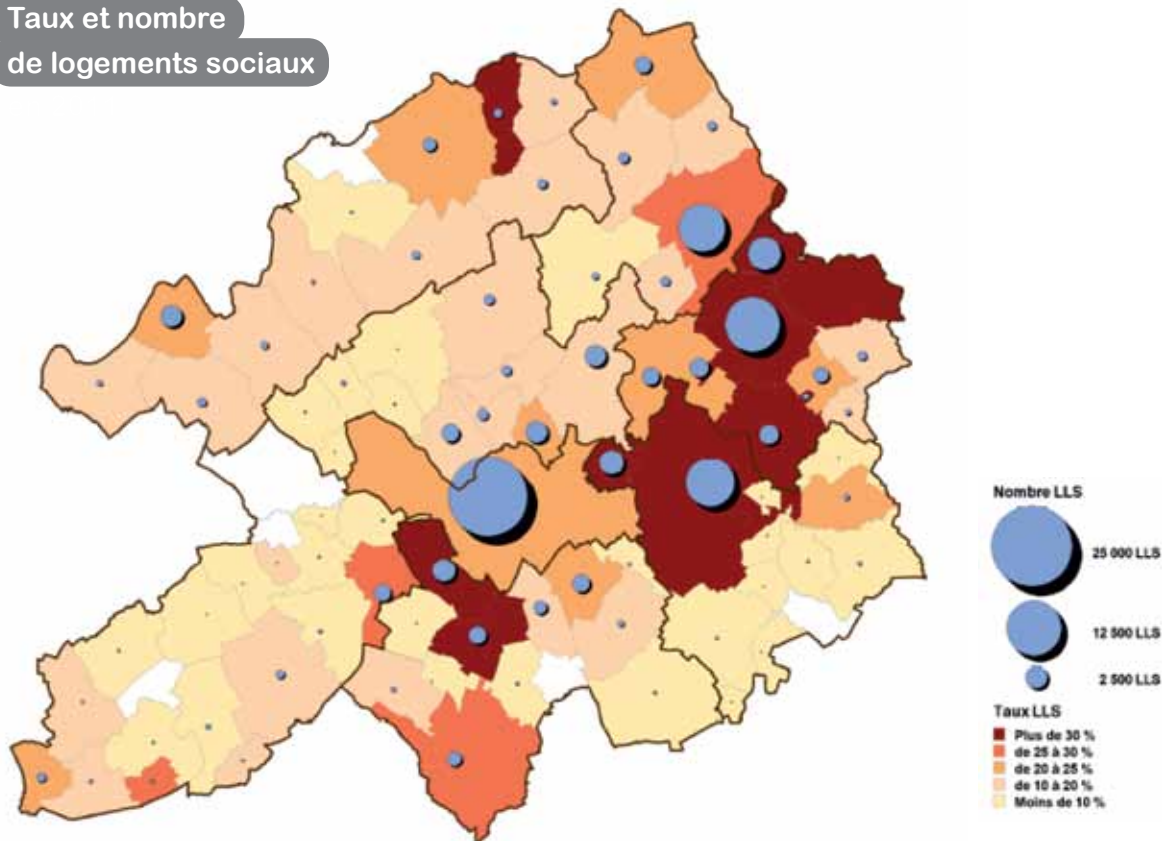 Taux et nombre
de logements sociaux
Nombre LLS
25 000 LLS
12 500 LLS
2 500 LLS
Taux LLS
Plus de 30 %
de 25 à 30 %
de 20 à 25 %
de 10 à 20 %
Moins de 10 %